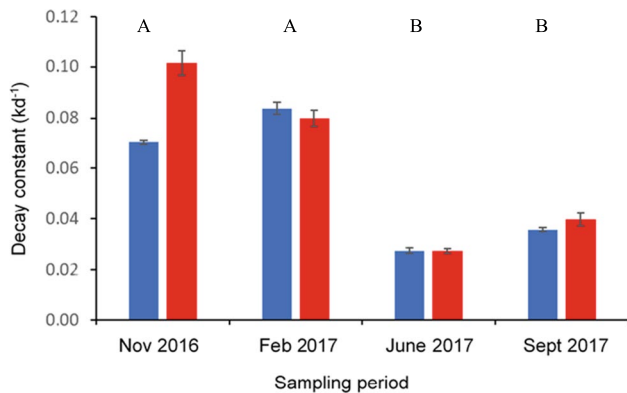 0.12
A A B B
0.10
0.08
0.06
0.04
0.02
0.00
Decay constant (kd-1)
Nov 2016 Feb 2017 June 2017 Sept 2017
Sampling period